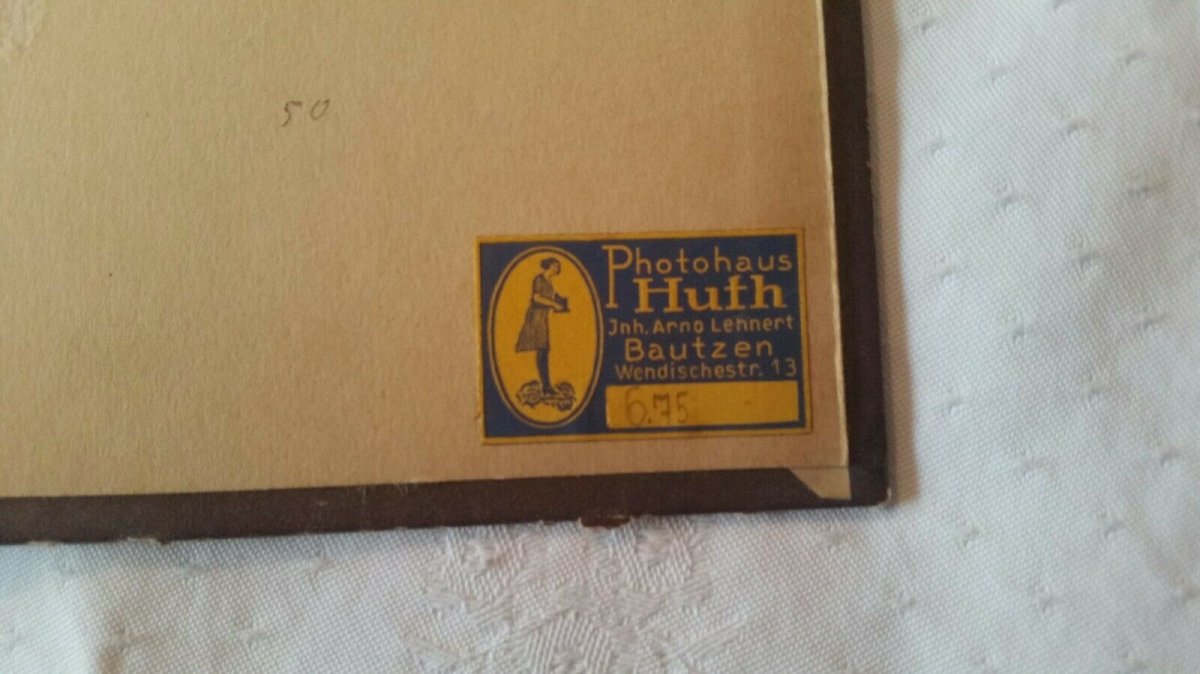 50
Photohaus
Huth
Jnh. Arno Lehnert
Bautzen
Wendischestr. 13
6.75